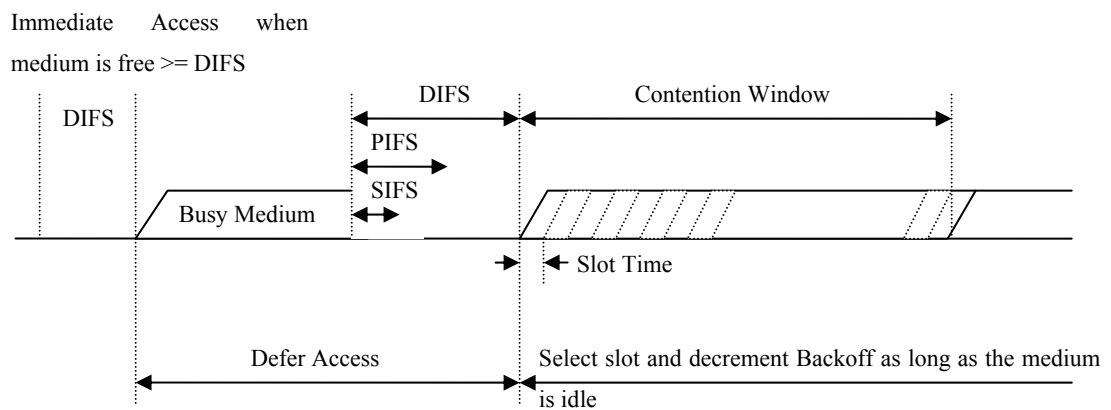 Immediate Access when
medium is free >= DIFS
DIFS
DIFS
Contention Window
PIFS
SIFS
Busy Medium
Slot Time
Defer Access
Select slot and decrement Backoff as long as the medium
is idle